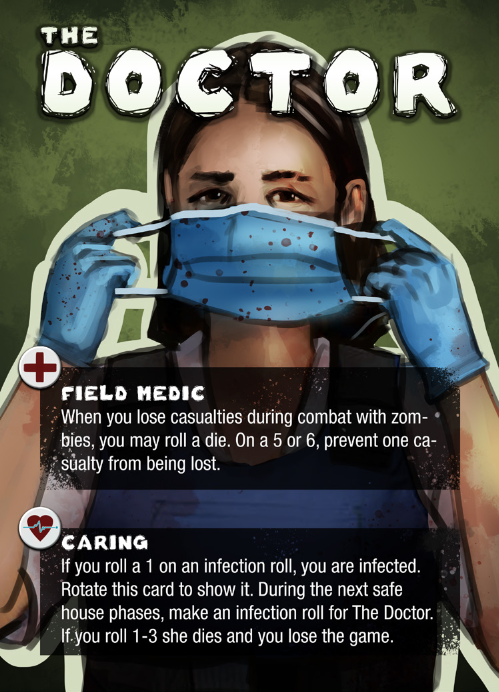 THE
DOCTOR
FIELD MEDIC
When you lose casualties during combat with zom-
bies, you may roll a die. On a 5 or 6, prevent one ca-
sualty from being lost.
CARING
If you roll a 1 on an infection roll, you are infected.
Rotate this card to show it. During the next safe
house phases, make an infection roll for The Doctor.
If you roll 1-3 she dies and you lose the game.